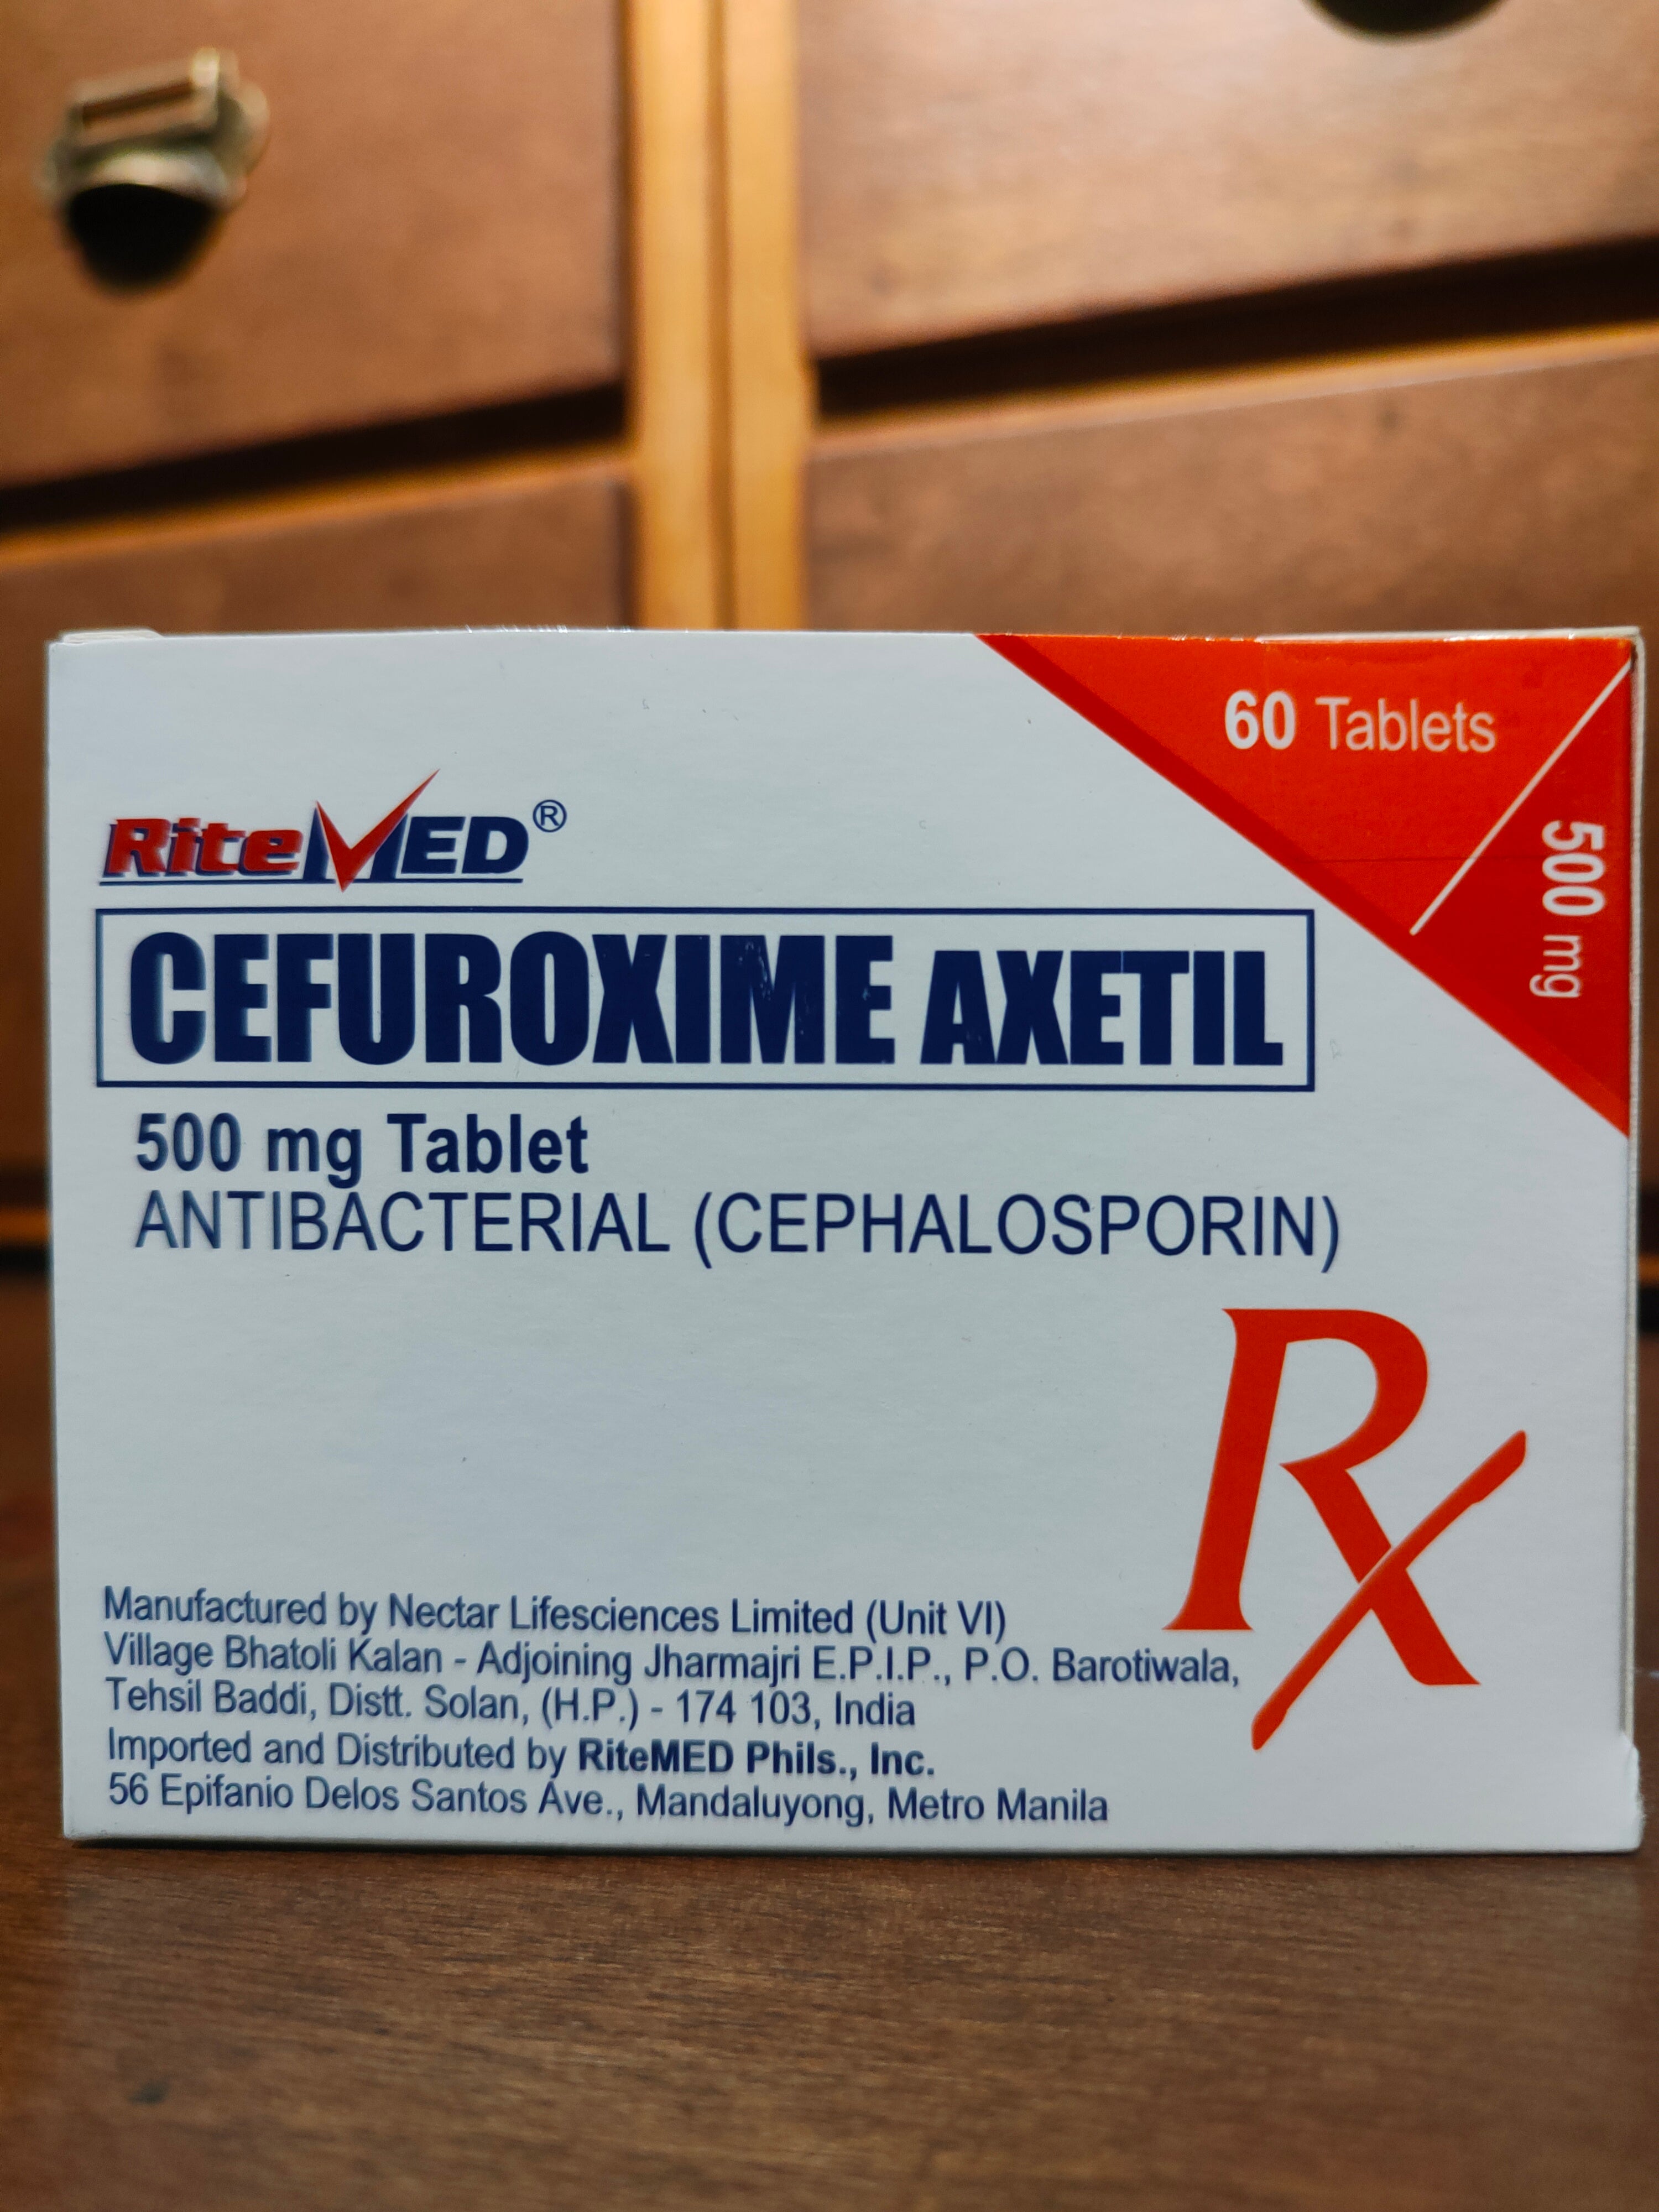 60 Tablets
500 mg
RiteMED®
CEFUROXIME AXETIL
500 mg Tablet
ANTIBACTERIAL (CEPHALOSPORIN)
Rx
Manufactured by Nectar Lifesciences Limited (Unit VI)
Village Bhatoli Kalan - Adjoining Jharmajri E.P.I.P., P.O. Barotiwala,
Tehsil Baddi, Distt. Solan, (H.P.) - 174 103, India
Imported and Distributed by RiteMED Phils., Inc.
56 Epifanio Delos Santos Ave., Mandaluyong, Metro Manila